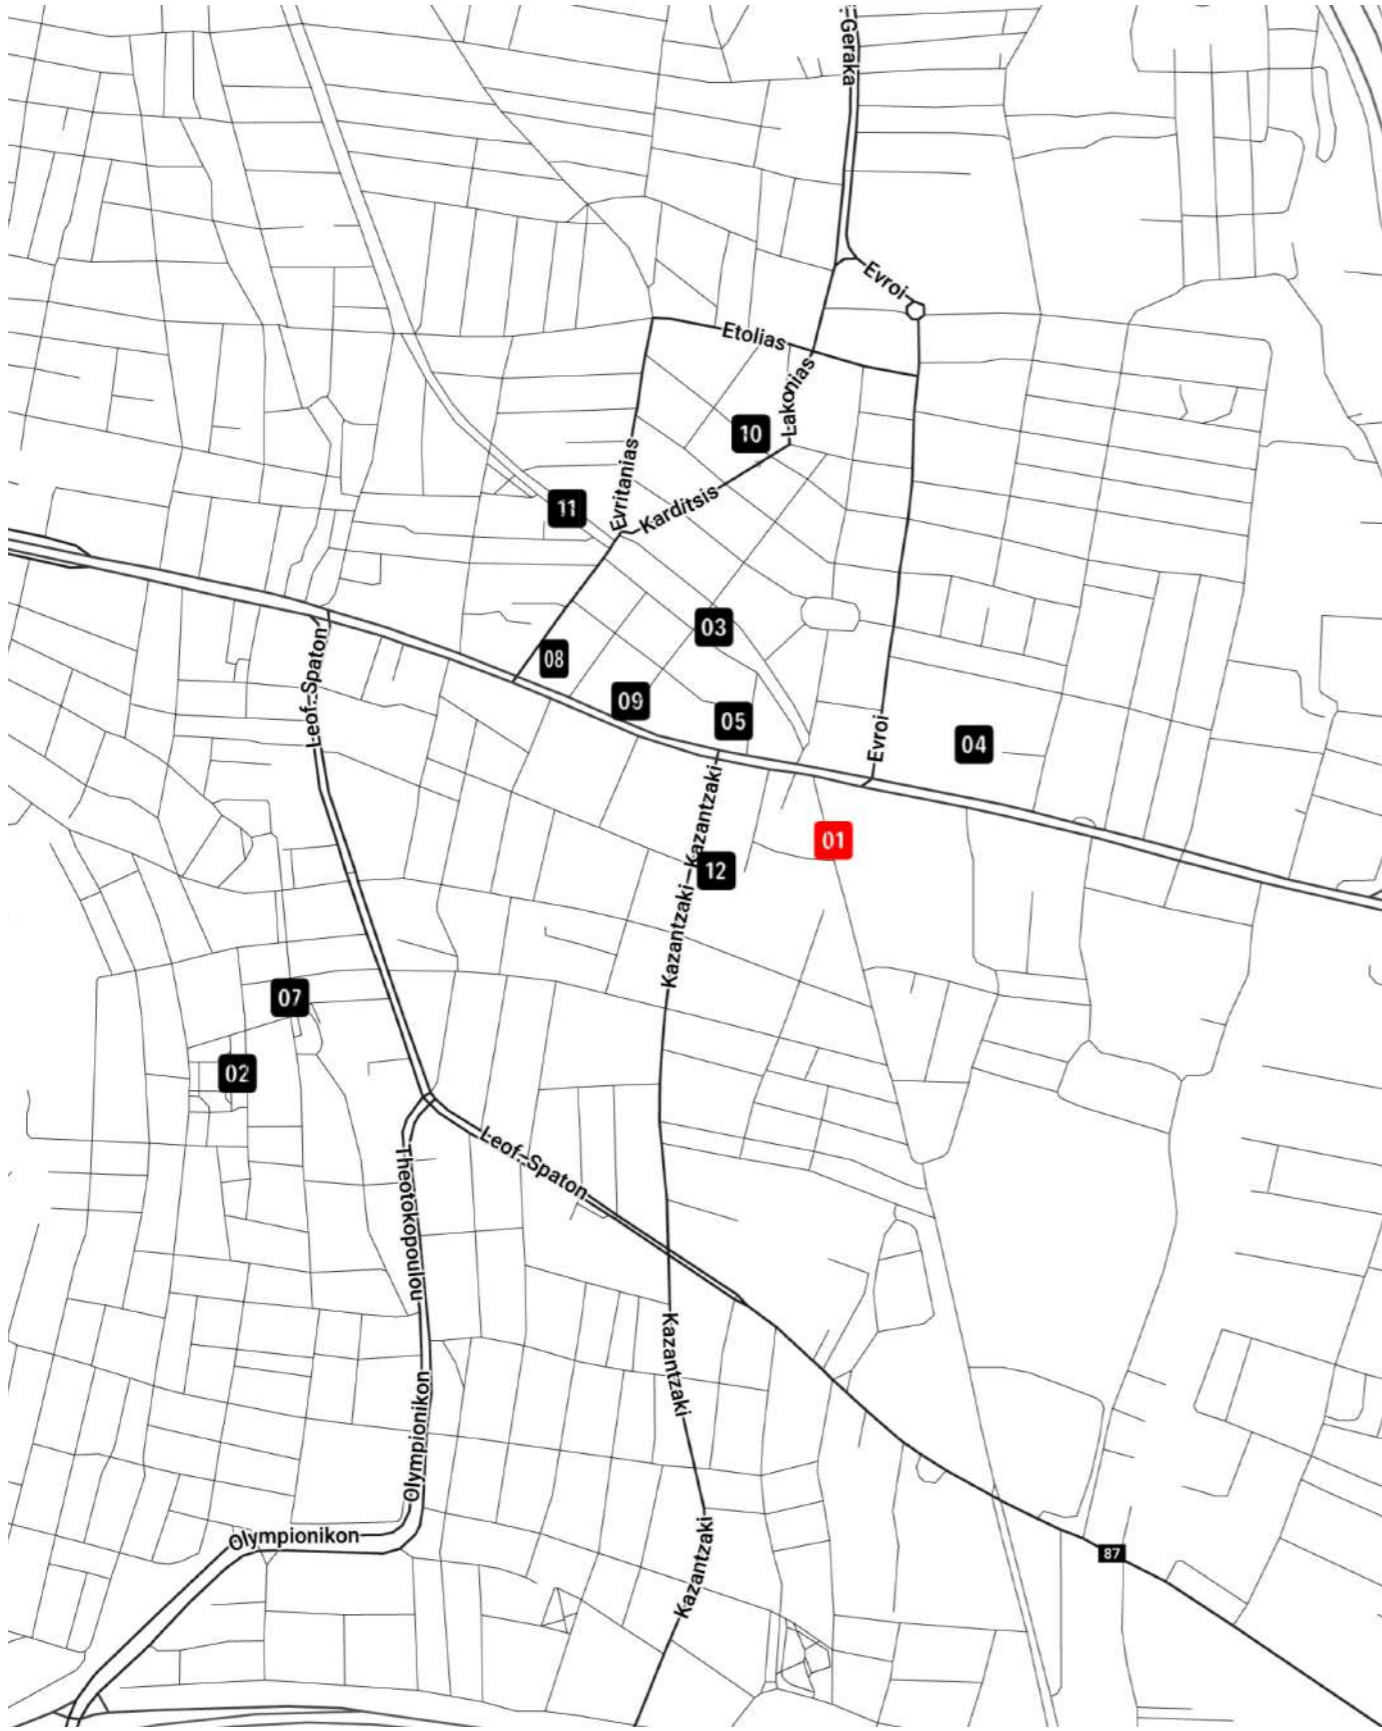 Geraka
Evroi
Etolias
Lakonias
10
Evritanias
Karditsis
11
03
08
09
05
Leof. Spaton
Evroi
04
Kazantzaki
01
Kazantzaki
12
Kazantzaki
07
02
Leof. Spaton
Theotokopoulou
Kazantzaki
Olympionikon
Olympionikon
Kazantzaki
87